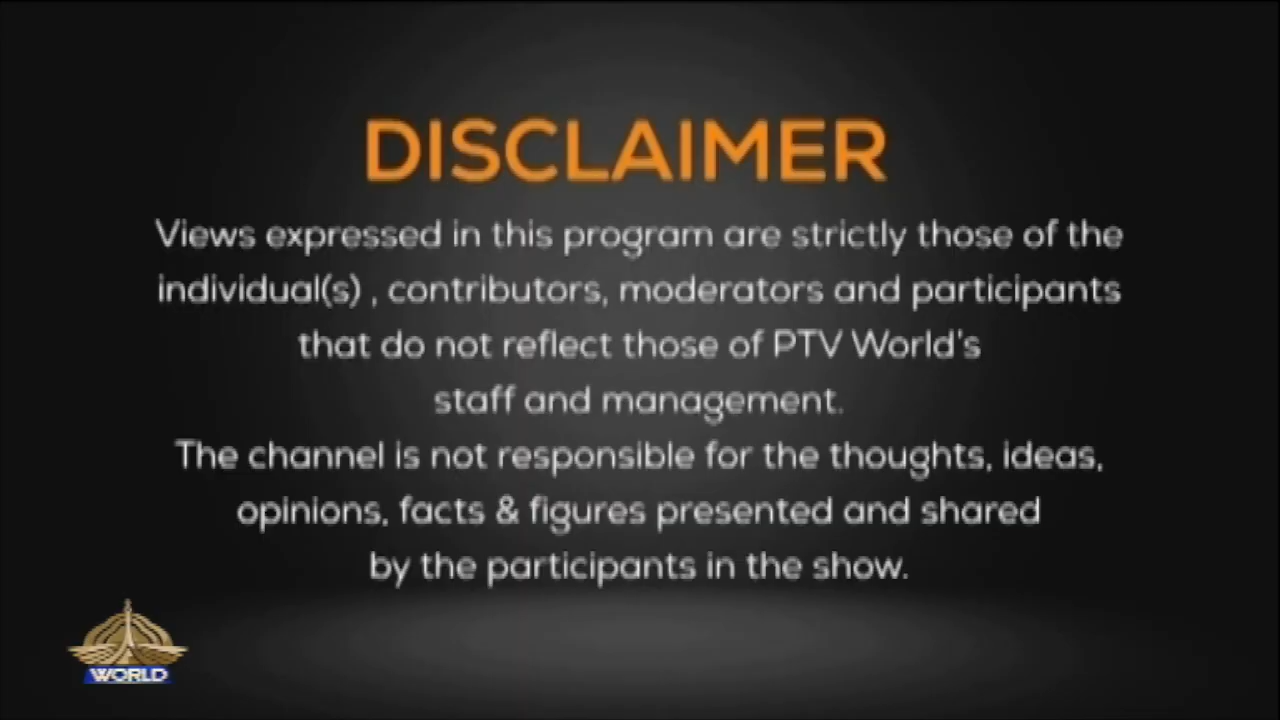 DISCLAIMER
Views expressed in this program are strictly those of the
individual(s) , contributors, moderators and participants
that do not reflect those of PTV World's
staff and management.
The channel is not responsible for the thoughts, ideas,
opinions, facts & figures presented and shared
by the participants in the show.
WORLD